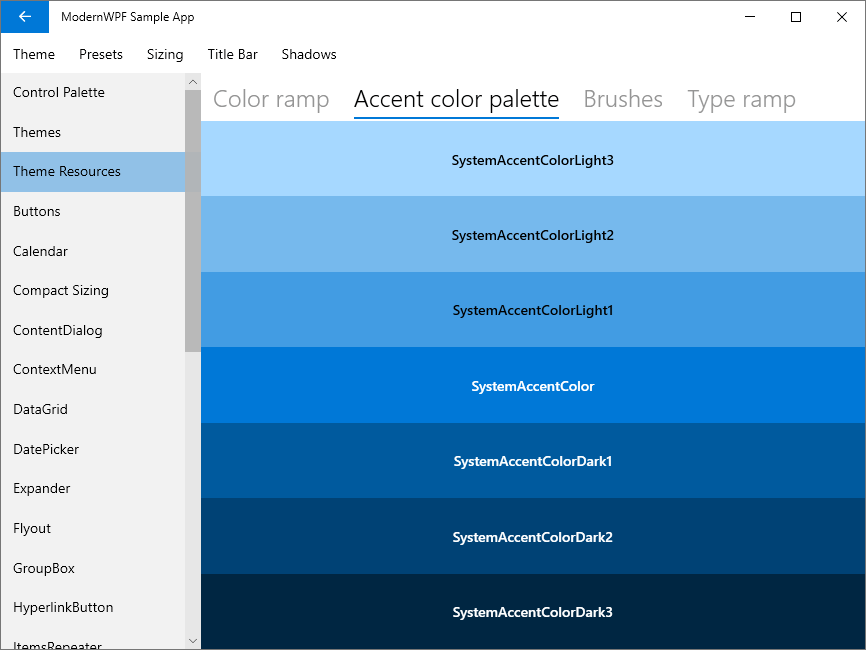 ModernWPF Sample App
Theme Presets Sizing Title Bar Shadows
Control Palette
Themes
Theme Resources
Buttons
Calendar
Compact Sizing
ContentDialog
ContextMenu
DataGrid
DatePicker
Expander
Flyout
GroupBox
HyperlinkButton
ItemsRepeater
Color ramp Accent color palette Brushes Type ramp
SystemAccentColorLight3
SystemAccentColorLight2
SystemAccentColorLight1
SystemAccentColor
SystemAccentColorDark1
SystemAccentColorDark2
SystemAccentColorDark3